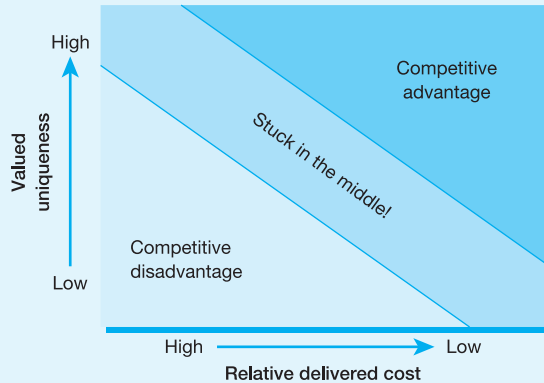 High
Valued
uniqueness
Low
Competitive
advantage
Stuck in the middle!
Competitive
disadvantage
High
Low
Relative delivered cost